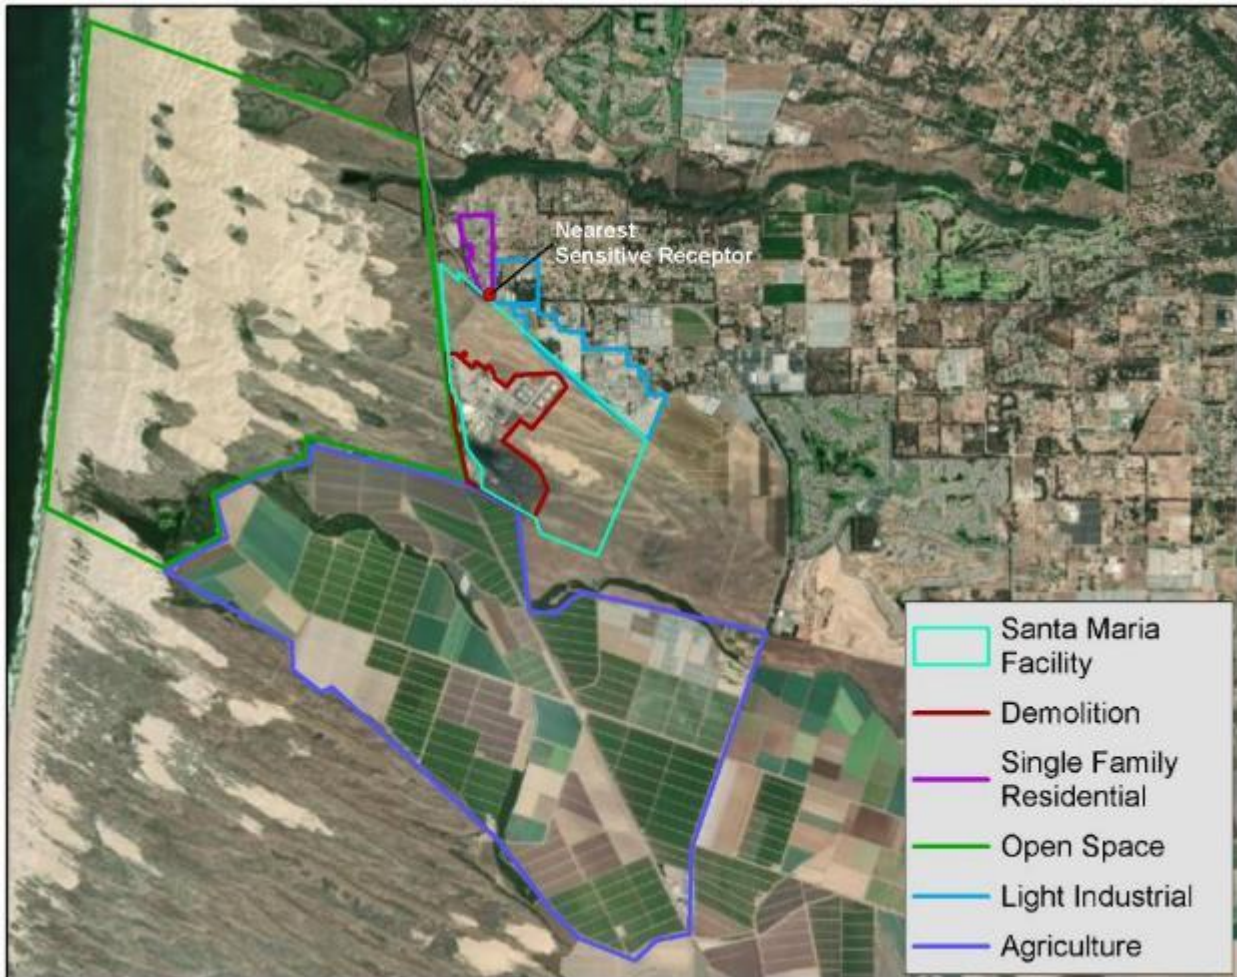 Nearest
Sensitive Receptor
Santa Maria
Facility
Demolition
Single Family
Residential
Open Space
Light Industrial
Agriculture